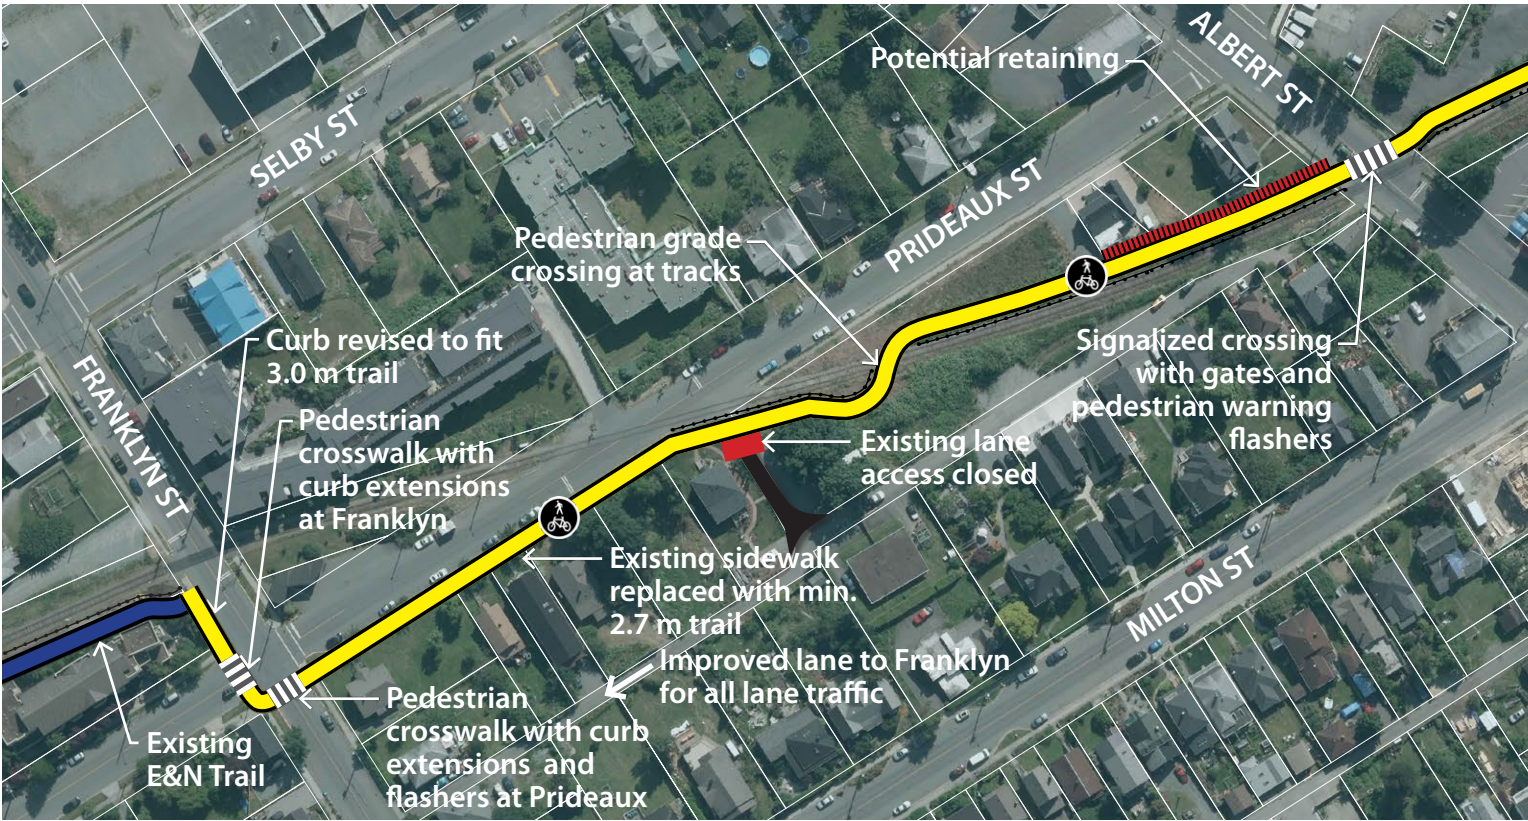 ALBERT ST
Potential retaining
SELBY ST
PRIDEAUX ST
Pedestrian grade
crossing at tracks
Curb revised to fit
3.0 m trail
Signalized crossing
with gates and
pedestrian warning
flashers
FRANKLYN ST
Pedestrian
crosswalk with
curb extensions
at Franklyn
Existing lane
access closed
Existing sidewalk
replaced with min.
2.7 m trail
MILTON ST
Improved lane to Franklyn
for all lane traffic
Pedestrian
crosswalk with curb
extensions  and
flashers at Prideaux
Existing
E&N Trail